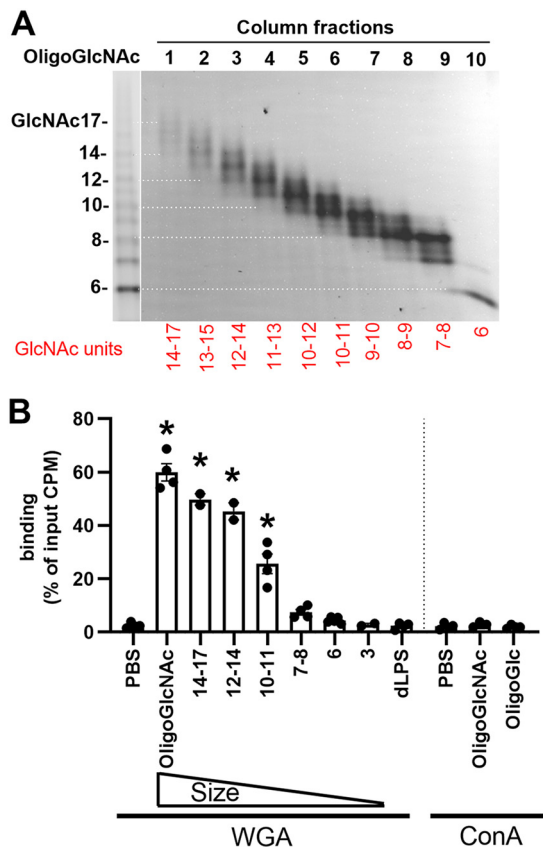 A
Column fractions
OligoGlcNAc 1 2 3 4 5 6 7 8 9 10
GlcNAc17-
14-
12-
10-
8-
6-
GlcNAc units 14-17 13-15 12-14 11-13 10-12 10-11 9-10 8-9 7-8 6
B
binding
(% of input CPM)
80
60
40
20
0
* * * *
PBS OligoGlcNAc 14-17 12-14 10-11 7-8 6 3 dLPS PBS OligoGlcNAc OligoGlc
Size
WGA ConA